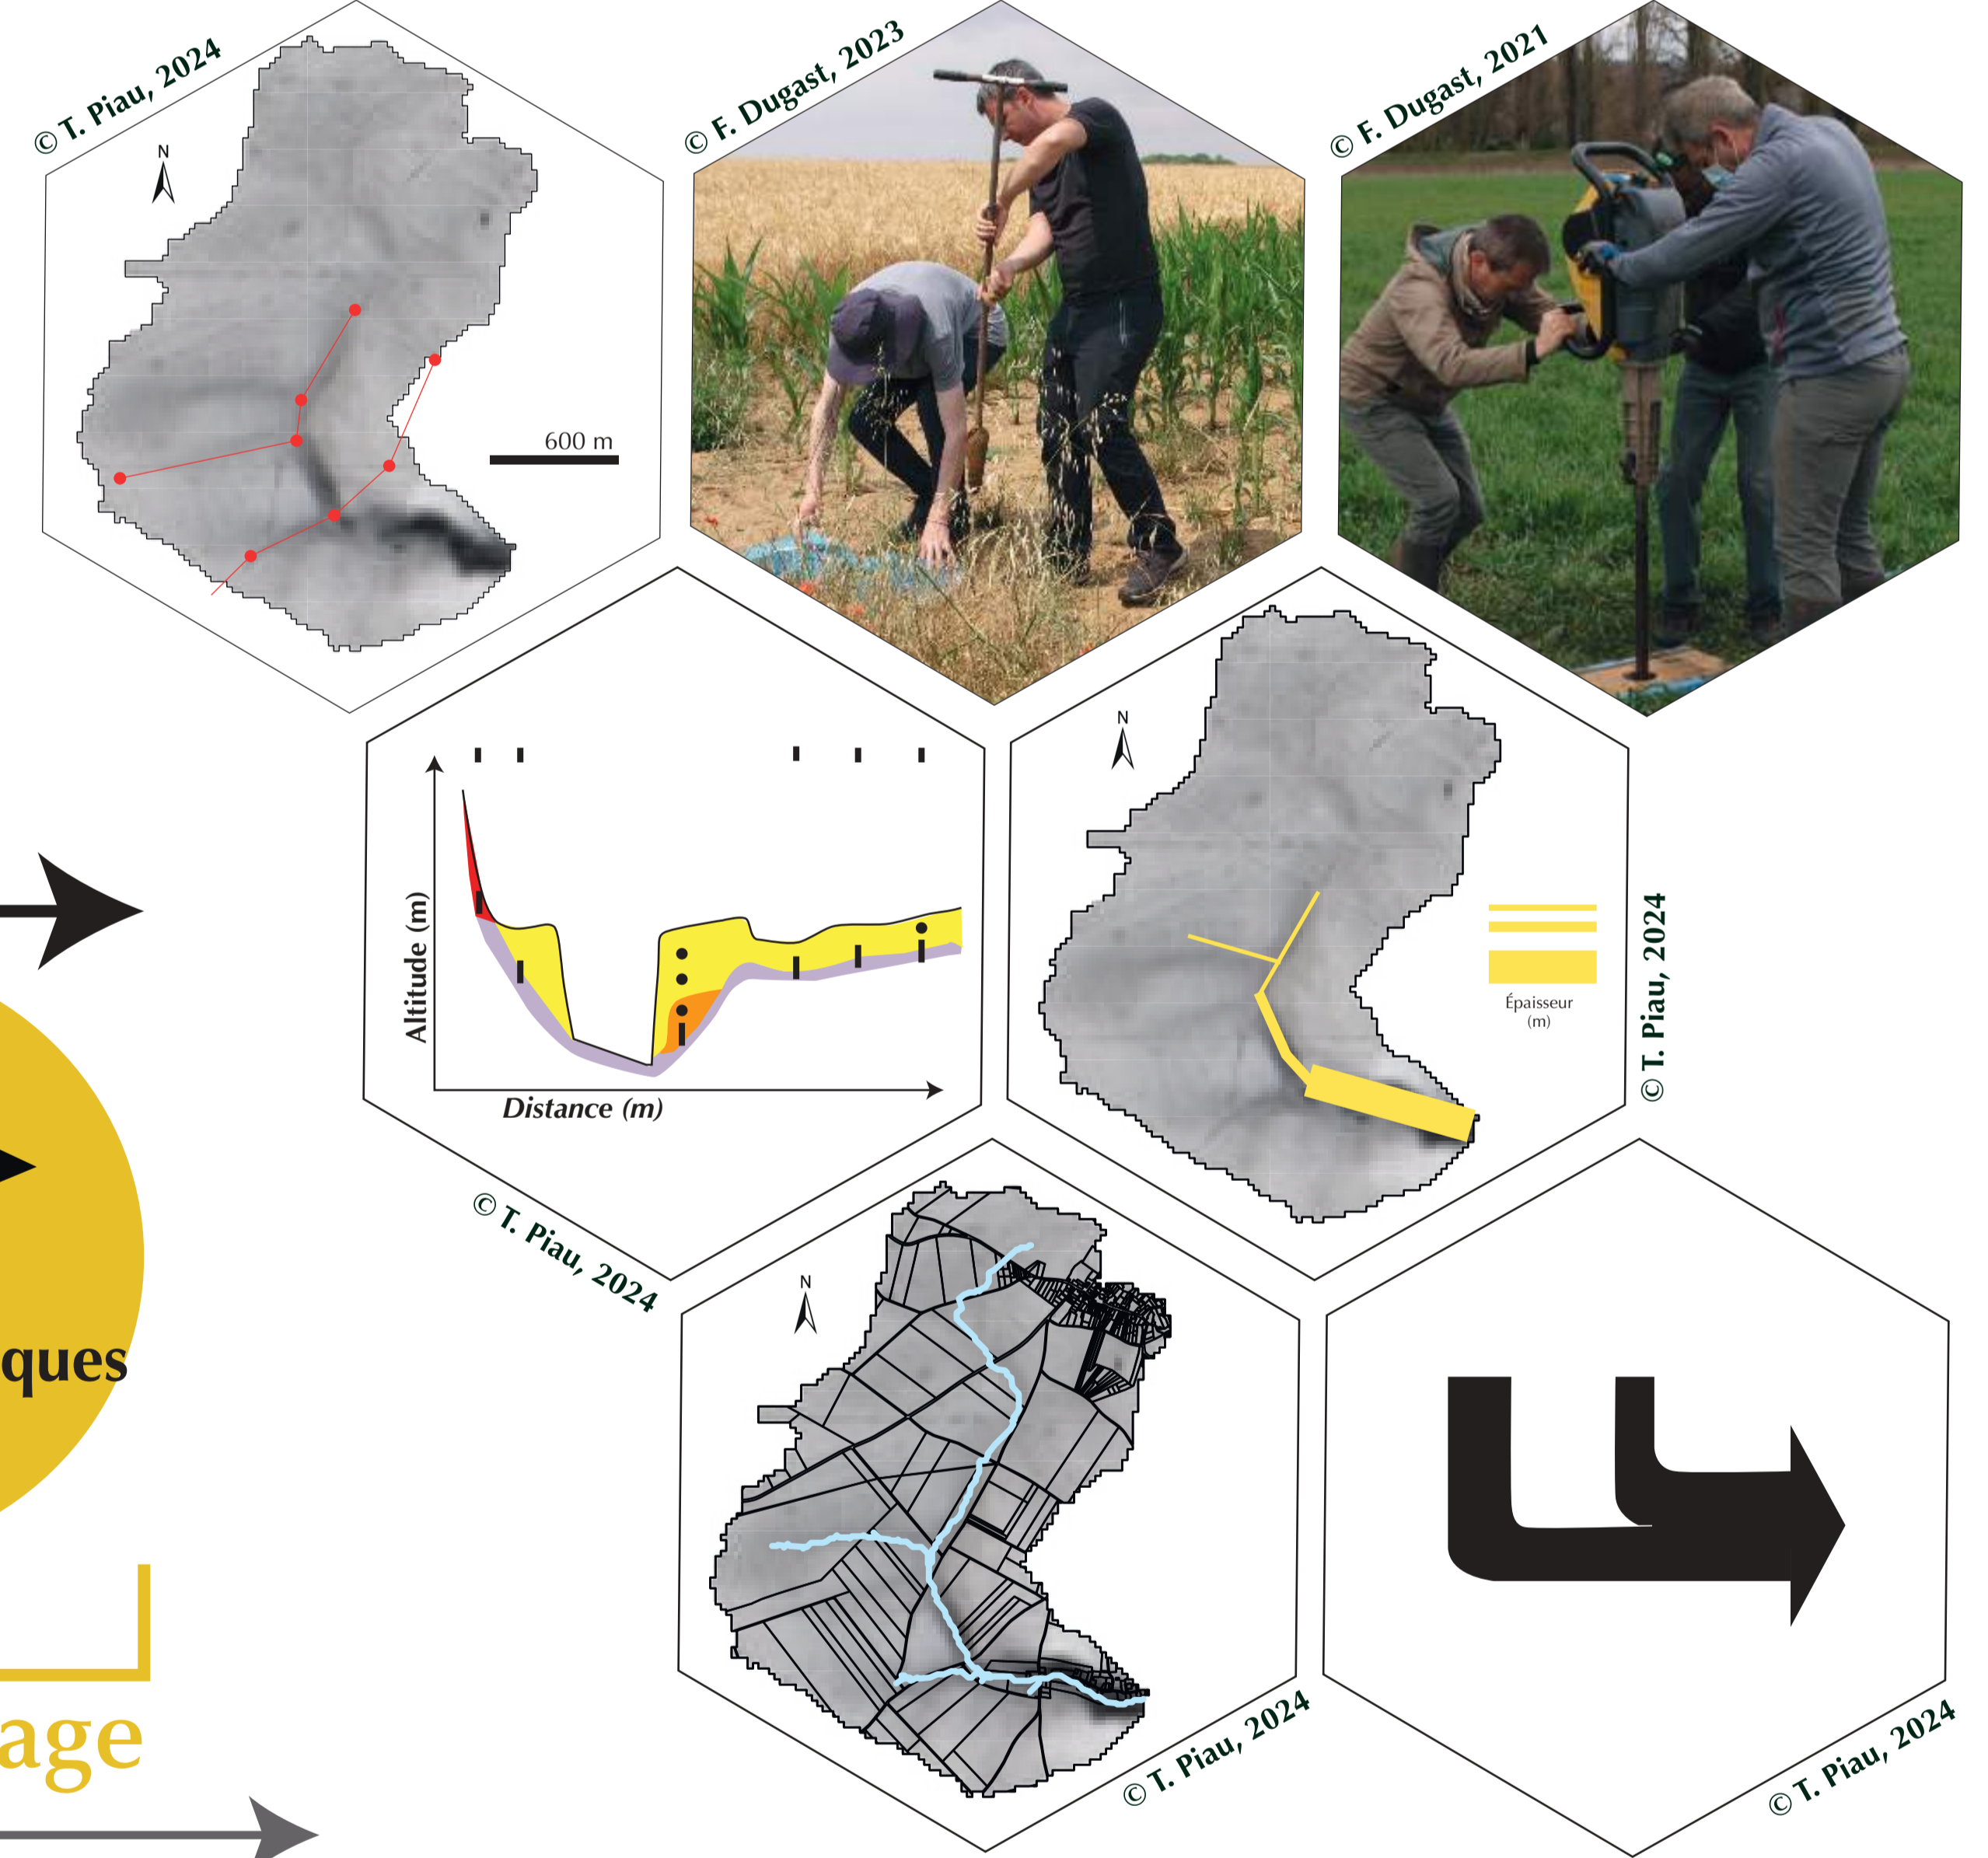 © T. Piau, 2024
© F. Dugast, 2023
© F. Dugast, 2021
N
600 m
N
Altitude (m)
Distance (m)
Épaisseur
(m)
© T. Piau, 2024
© T. Piau, 2024
N
ques
age
© T. Piau, 2024
© T. Piau, 2024